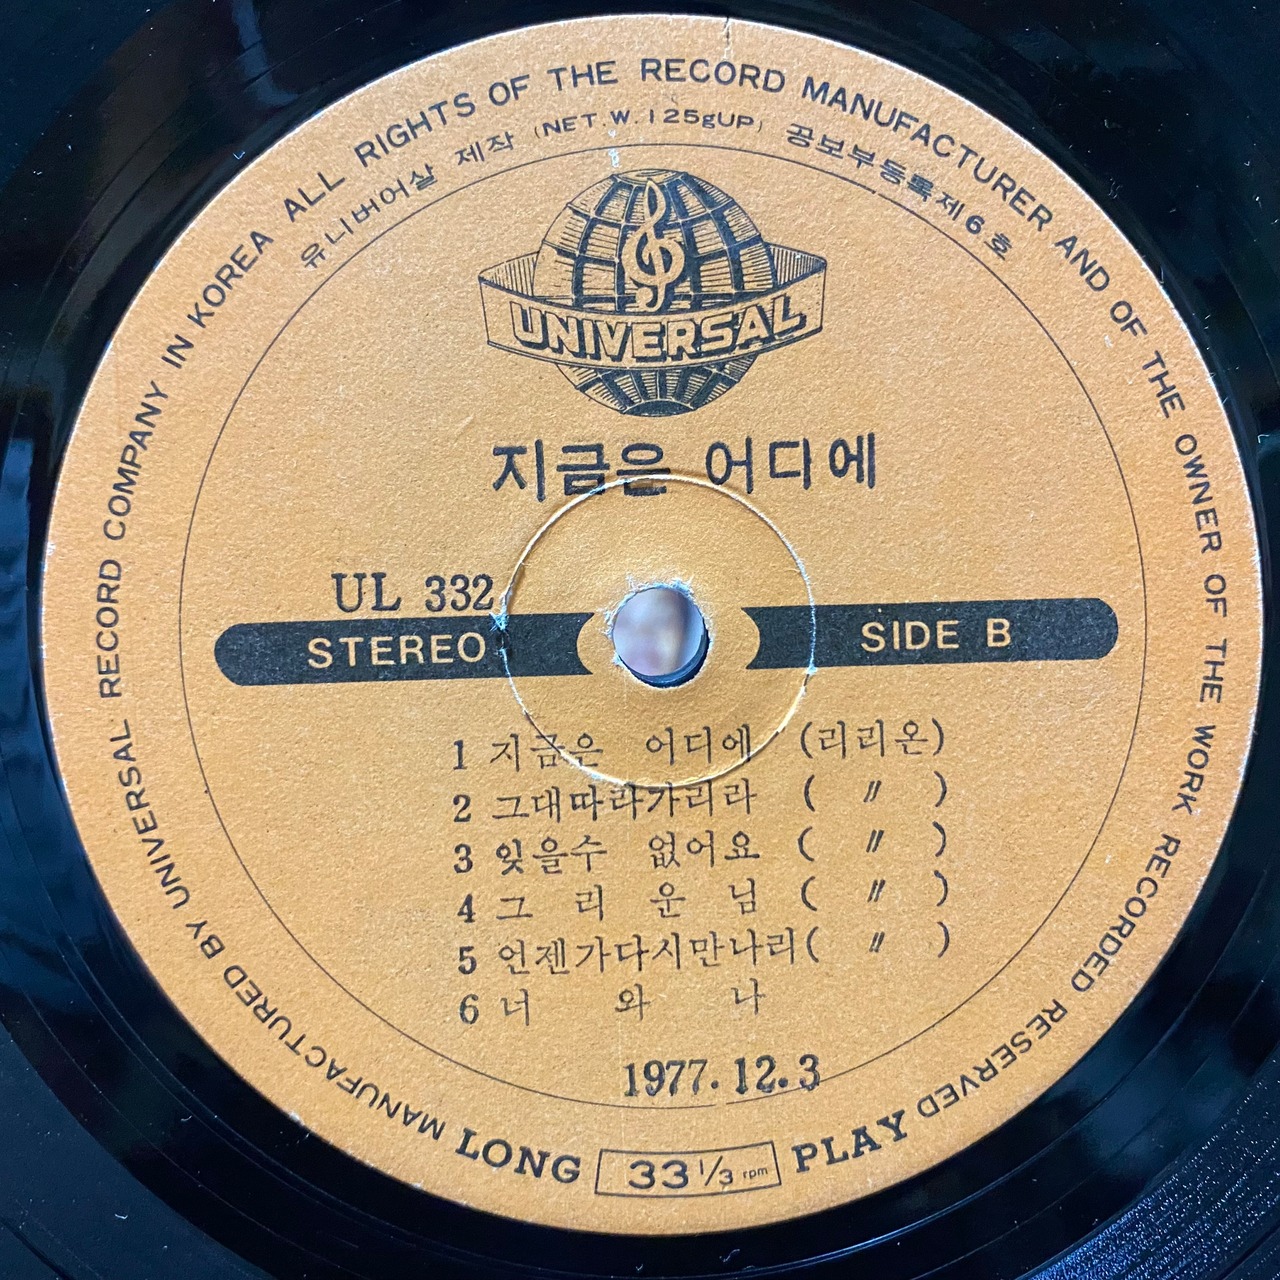 MANUFACTURED BY UNIVERSAL RECORD COMPANY IN KOREA ALL RIGHTS OF THE RECORD MANUFACTURER AND OF THE OWNER OF THE WORK RECORDED RESERVED
유니버어살 제작 (NET.W.125gUP) 공보부등록제6호
UNIVERSAL
지금은 어디에
UL 332
STEREO SIDE B
1 지금은 어디에 (리리온)
2 그대따라가리라 ( 〃 )
3 잊을수 없어요 ( 〃 )
4 그 리 운 님 ( 〃 )
5 언젠가다시만나리( 〃 )
6 너 와 나
1977.12.3
LONG 33 1/3 rpm PLAY